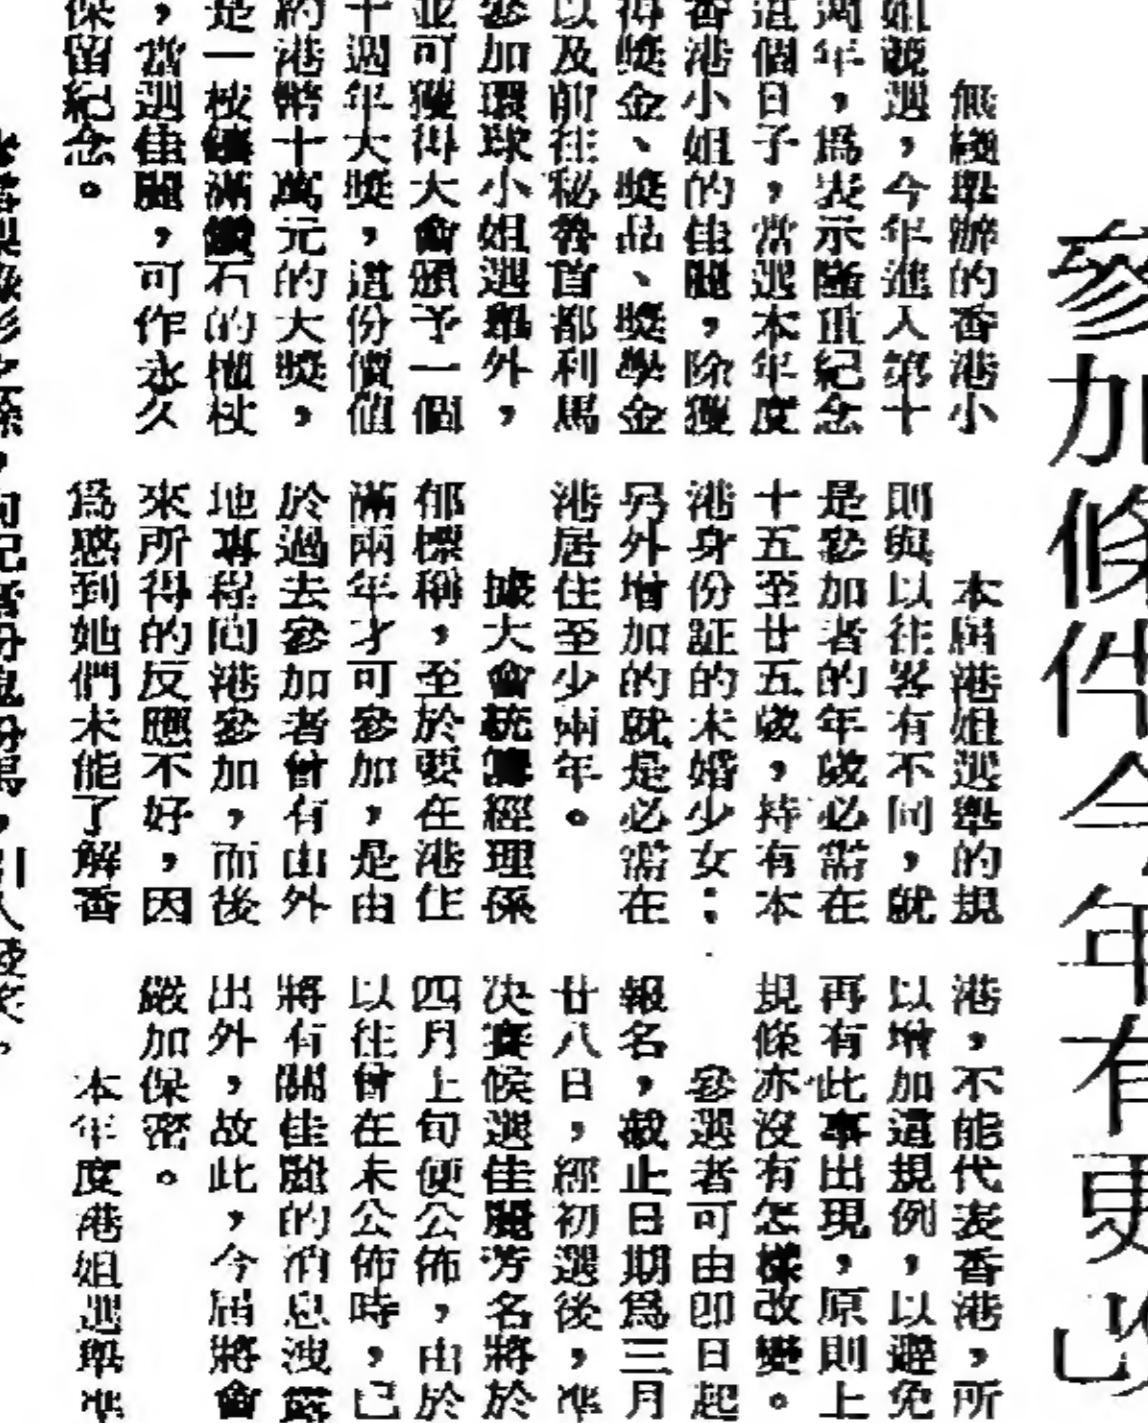 參加條件今年有更改
無綫舉辦的香港小
姐競選，今年進入第十
週年，爲表示隆重紀念
這個日子，當選本年度
香港小姐的佳麗，除獲
得獎金、獎品、獎學金
以及前往秘魯首都利馬
參加環球小姐選舉外，
並可獲得大會頒予一個
十週年大獎，這份價值
約港幣十萬元的大獎，
是一枝鑲滿鑽石的權杖
，當選佳麗，可作永久
保留紀念。
本屆港姐選舉的規
則與以往畧有不同，就
是參加者的年歲必需在
十五至廿五歲，持有本
港身份証的未婚少女；
另外增加的就是必需在
港居住至少兩年。
據大會統籌經理孫
郁標稱，至於要在港住
滿兩年才可參加，是由
於過去參加者曾有由外
地專程回港參加，而後
來所得的反應不好，因
爲感到她們未能了解香
港，不能代表香港，所
以增加這規例，以避免
再有此事出現，原則上
規條亦沒有怎樣改變。
參選者可由即日起
報名，截止日期爲三月
廿八日，經初選後，準
決賽候選佳麗芳名將於
四月上旬便公佈，由於
以往曾在未公佈時，已
將有關佳麗的消息洩露
出外，故此，今屆將會
嚴加保密。
本年度港姐選舉準